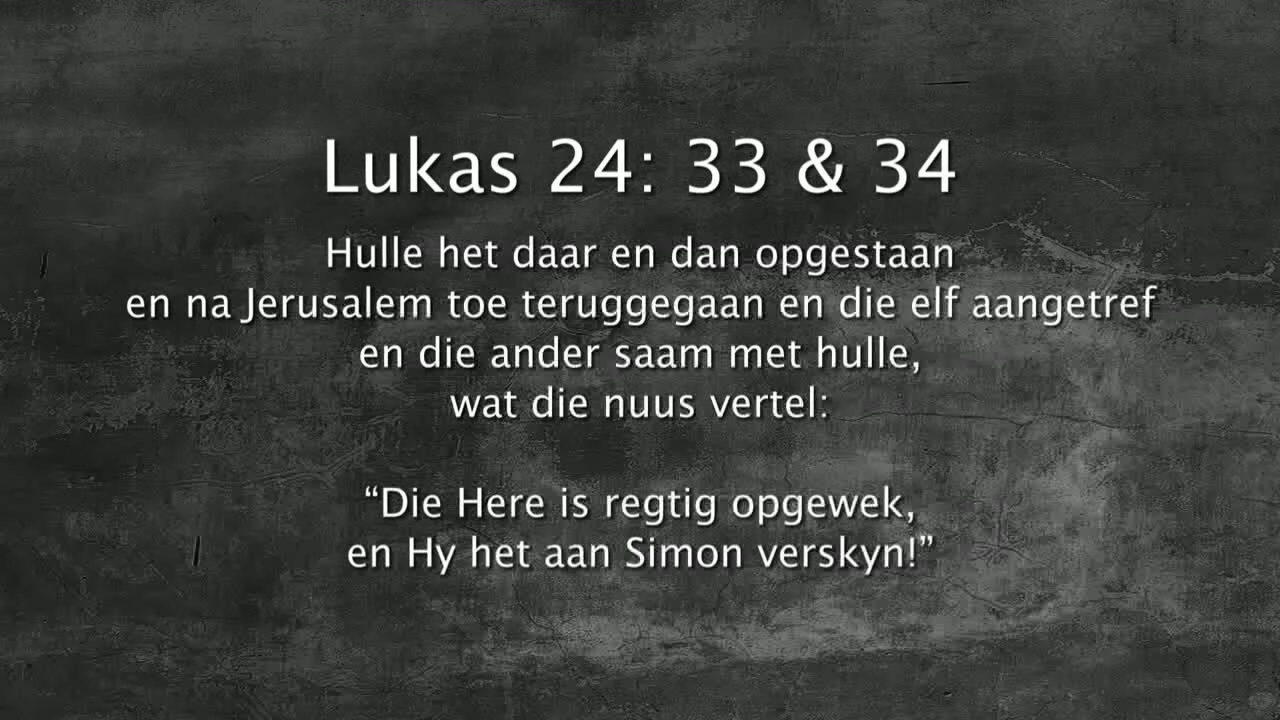 Lukas 24: 33 & 34
Hulle het daar en dan opgestaan
en na Jerusalem toe teruggegaan en die elf aangetref
en die ander saam met hulle,
wat die nuus vertel:
“Die Here is regtig opgewek,
en Hy het aan Simon verskyn!”